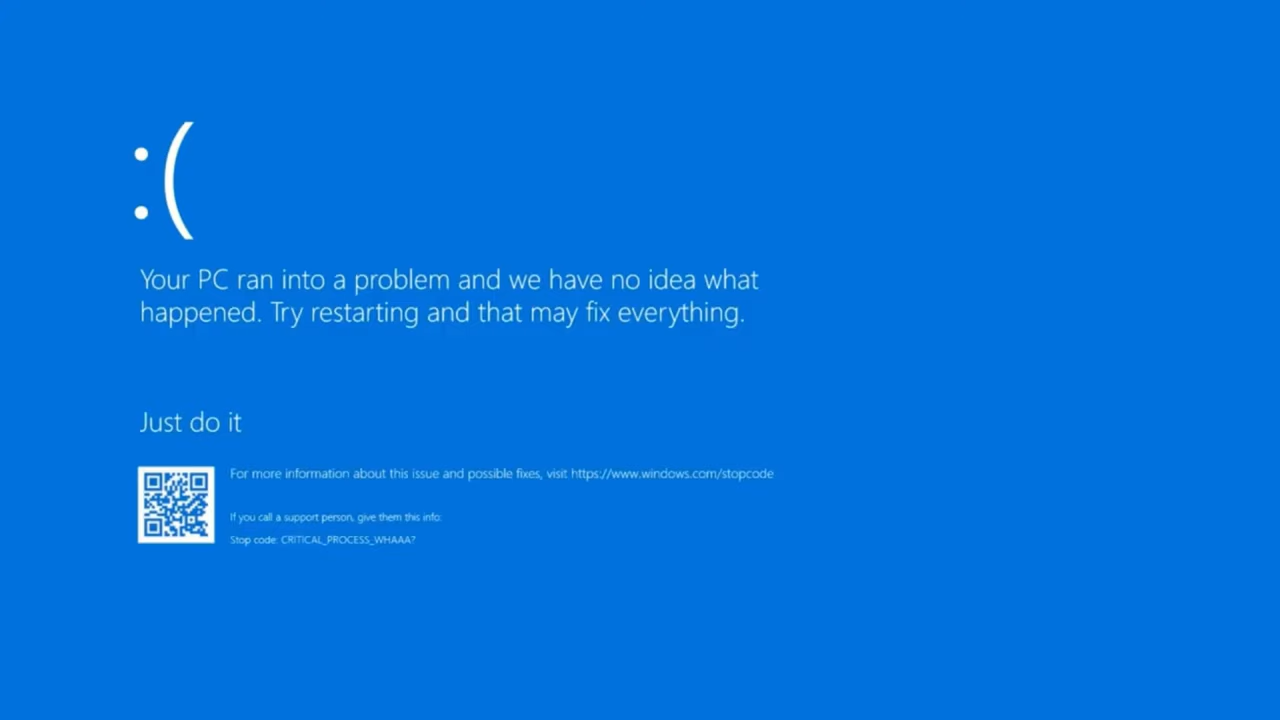 :(
Your PC ran into a problem and we have no idea what
happened. Try restarting and that may fix everything.
Just do it
For more information about this issue and possible fixes, visit https://www.windows.com/stopcode
If you call a support person, give them this info:
Stop code: CRITICAL_PROCESS_WHAAA?